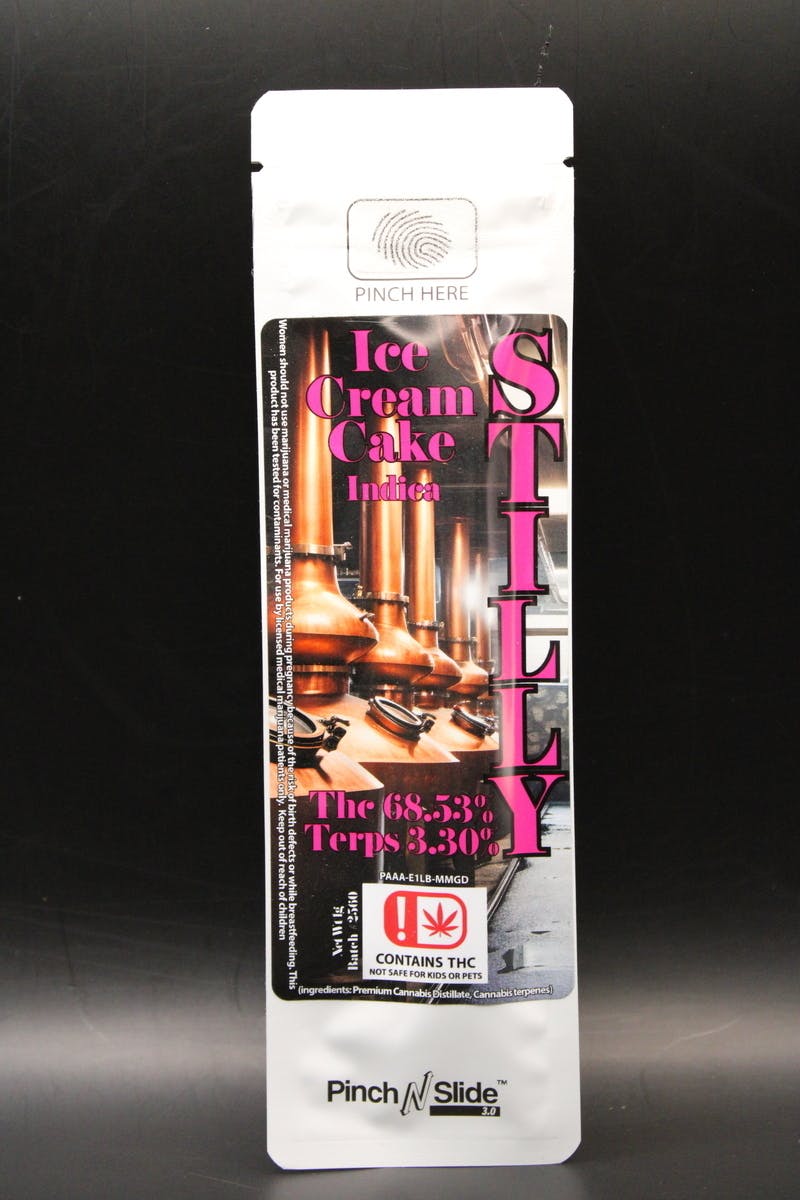 PINCH HERE
Ice
Cream
Cake
Indica
STILLY
Women should not use marijuana or medical marijuana products during pregnancy because of the risk of birth defects or while breastfeeding. This
product has been tested for contaminants. For use by licensed medical marijuana patients only. Keep out of reach of children
Thc 68.53%
Terps 3.30%
PAAA-E1LB-MMGD
Net Wt 1g
Batch #2560
CONTAINS THC
NOT SAFE FOR KIDS OR PETS
(ingredients: Premium Cannabis Distillate, Cannabis terpenes)
Pinch N Slide™
3.0